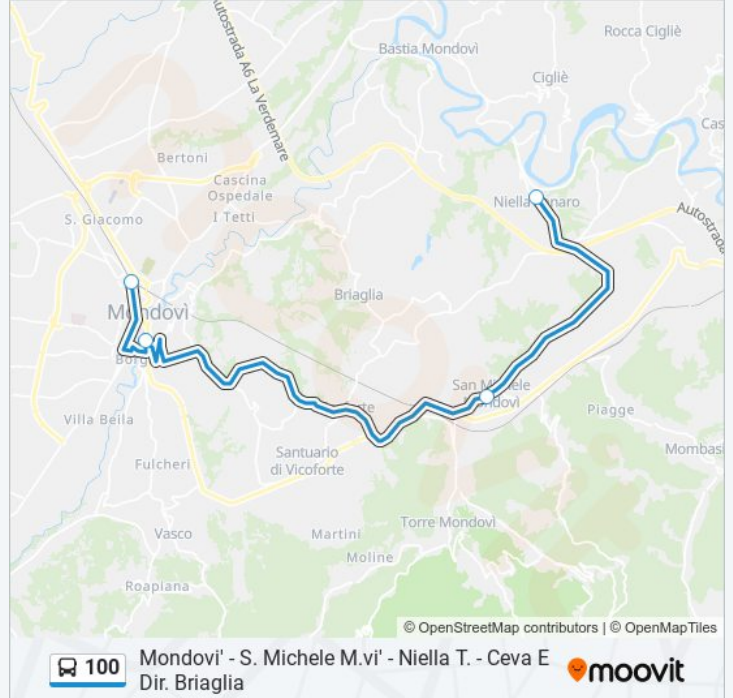 Rocca Cigliè
Bastia Mondovì
Cigliè
Autostrada A6 La Verdemare
Cas
Bertoni
Cascina
Ospedale
I Tetti
Niella Tanaro
S. Giacomo
Autostrada
Briaglia
Mondovì
Borg
San Michele
Mondovì
Piagge
Villa Beila
Santuario
di Vicoforte
Mombasi
Fulcheri
Torre Mondovì
Vasco
Martini
Moline
Roapiana
© OpenStreetMap contributors | © OpenMapTiles
100
Mondovi' - S. Michele M.vi' - Niella T. - Ceva E
Dir. Briaglia
moovit